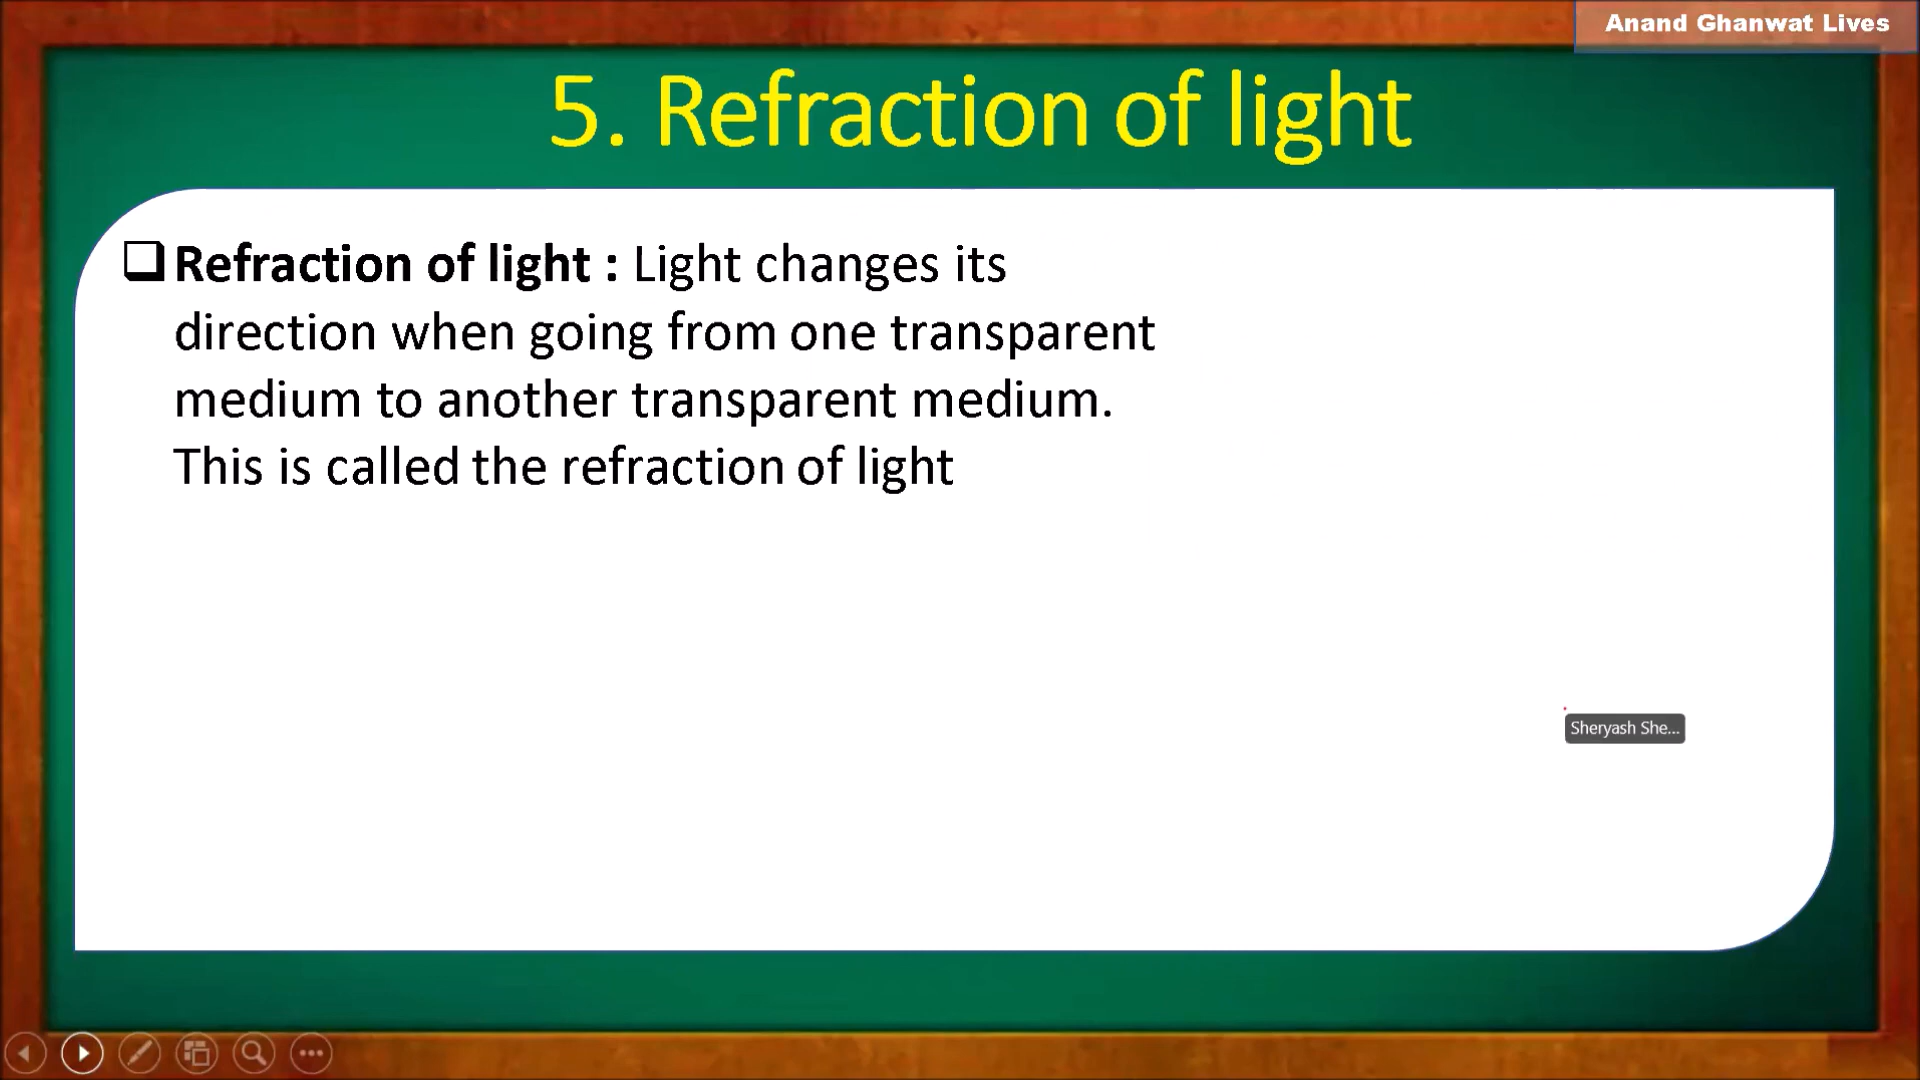 Anand Ghanwat Lives
5. Refraction of light
Refraction of light : Light changes its
direction when going from one transparent
medium to another transparent medium.
This is called the refraction of light
Sheryash She...